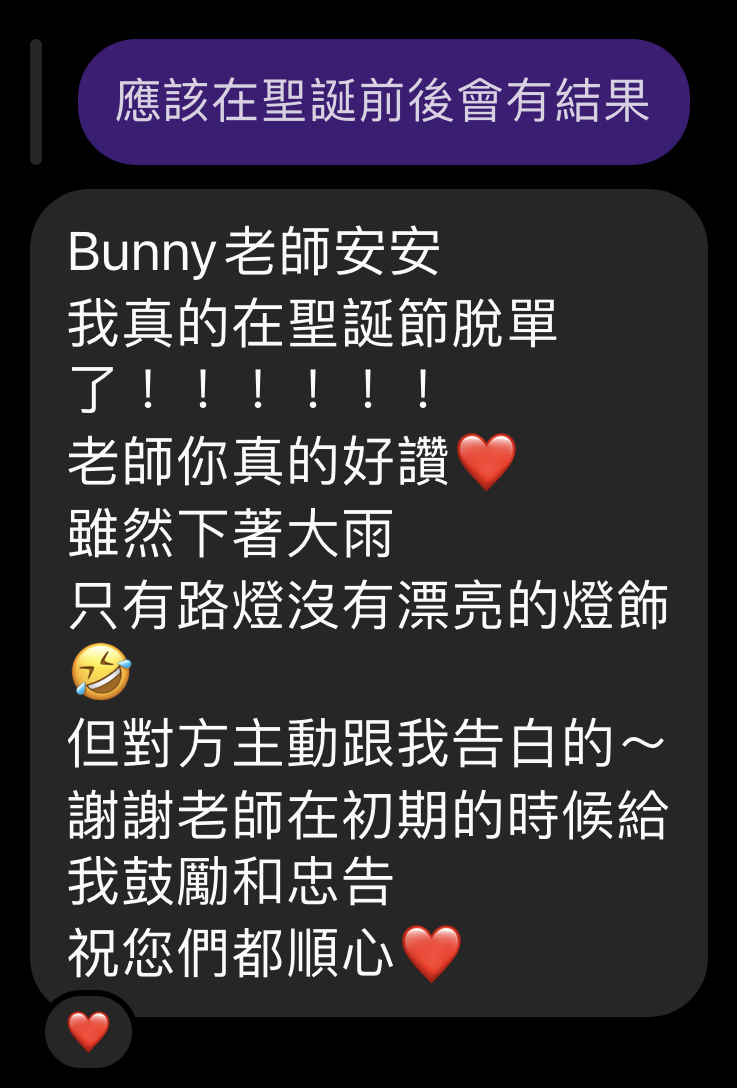 應該在聖誕前後會有結果
Bunny老師安安
我真的在聖誕節脫單
了！！！！！！
老師你真的好讚❤️
雖然下著大雨
只有路燈沒有漂亮的燈飾
🤣
但對方主動跟我告白的～
謝謝老師在初期的時候給
我鼓勵和忠告
祝您們都順心❤️
❤️